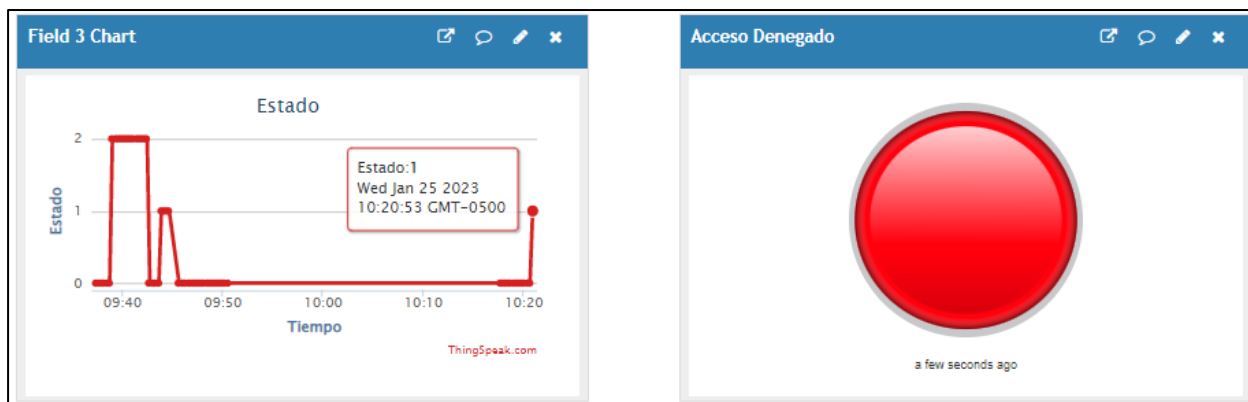 Field 3 Chart
Estado
2
1
0
Estado
Estado:1
Wed Jan 25 2023
10:20:53 GMT-0500
09:40 09:50 10:00 10:10 10:20
Tiempo
ThingSpeak.com
Acceso Denegado
a few seconds ago